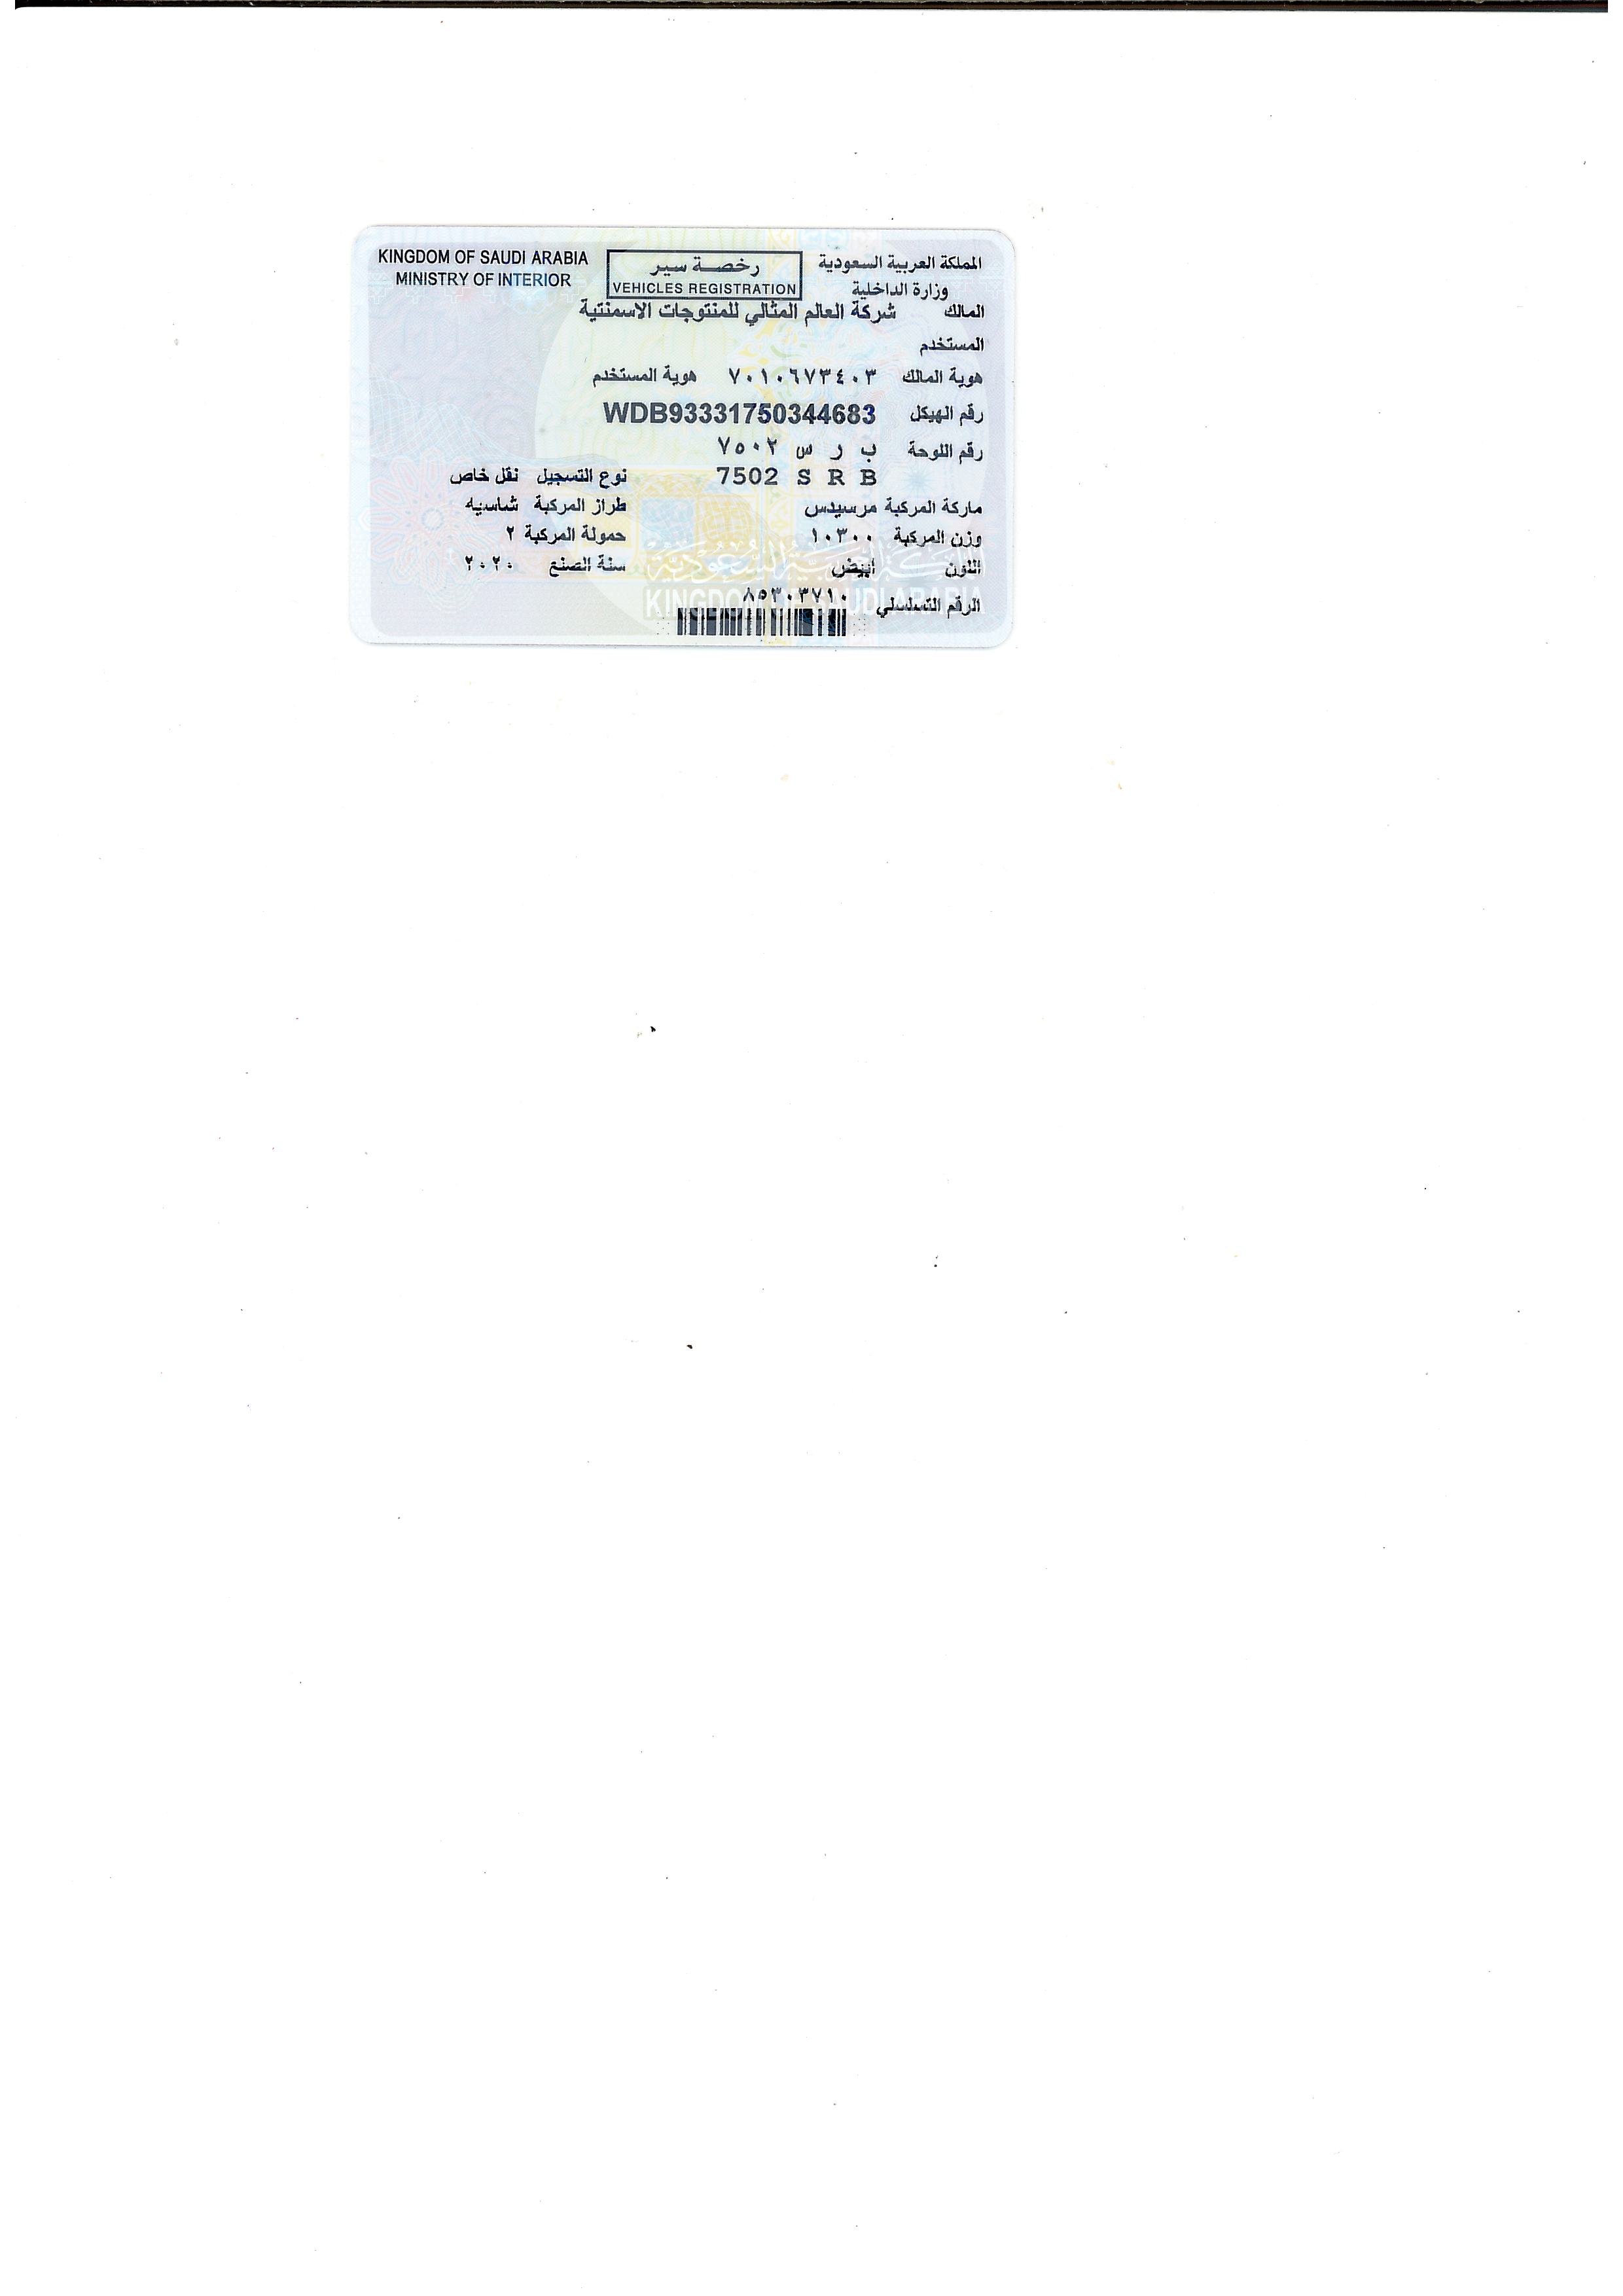 KINGDOM OF SAUDI ARABIA
MINISTRY OF INTERIOR
رخصة سير
VEHICLES REGISTRATION
المملكة العربية السعودية
وزارة الداخلية
المالك شركة العالم المثالي للمنتوجات الاسمنتية
المستخدم
هوية المالك ٧٠١٠٦٧٣٤٠٣ هوية المستخدم
رقم الهيكل WDB93331750344683
رقم اللوحة ب ر س ٧٥٠٢
7502 S R B
نوع التسجيل نقل خاص
ماركة المركبة مرسيدس طراز المركبة شاسيه
وزن المركبة ١٠٣٠٠ حمولة المركبة ٢
اللون أبيض سنة الصنع ٢٠٢٠
الرقم التسلسلي ٨٥٣٠٣٧١٠
المملكة العربية السعودية
KINGDOM OF SAUDI ARABIA